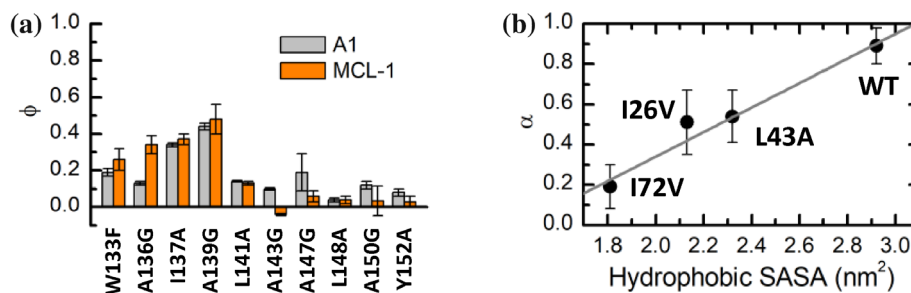 (a)
1.0
0.8
0.6
0.4
0.2
0.0
ϕ
A1
MCL-1
W133F
A136G
I137A
A139G
L141A
A143G
A147G
L148A
A150G
Y152A
(b)
1.0
0.8
0.6
0.4
0.2
0.0
α
WT
I26V
L43A
I72V
1.8 2.0 2.2 2.4 2.6 2.8 3.0
Hydrophobic SASA (nm²)